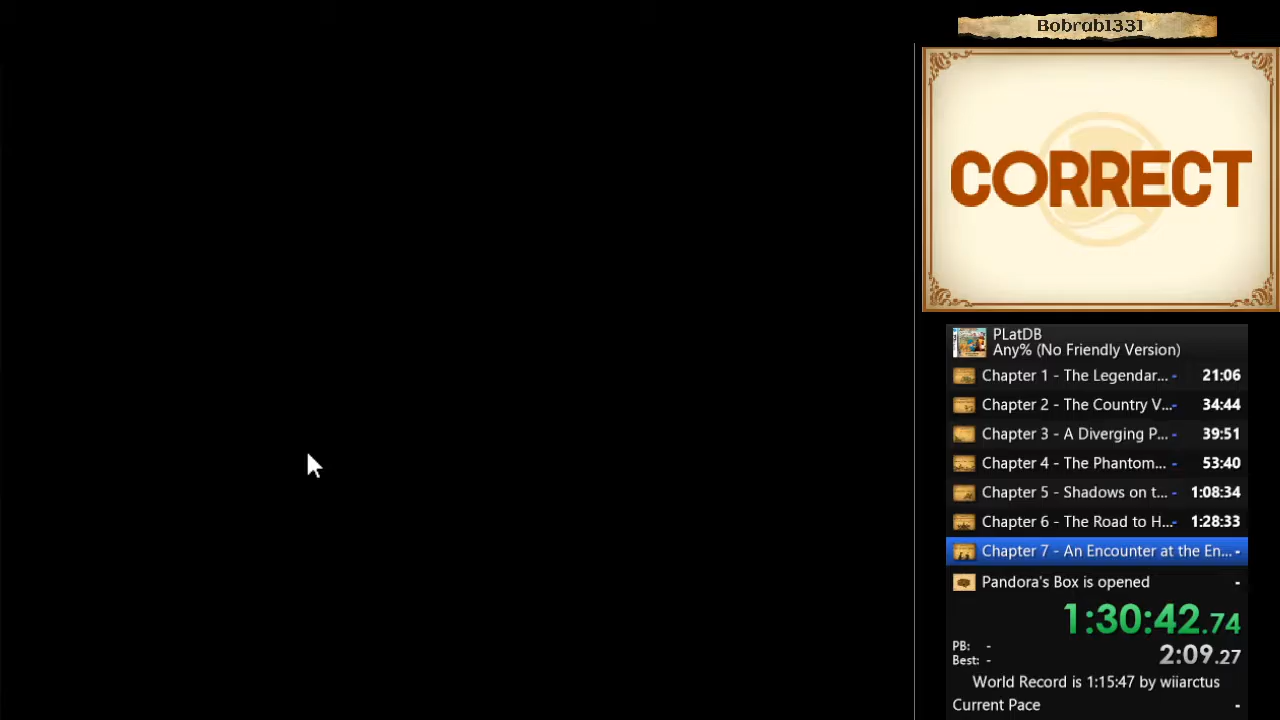 Bobrab1331
CORRECT
PLatDB
Any% (No Friendly Version)
Chapter 1 - The Legendar... - 21:06
Chapter 2 - The Country V... - 34:44
Chapter 3 - A Diverging P... - 39:51
Chapter 4 - The Phantom... - 53:40
Chapter 5 - Shadows on t... - 1:08:34
Chapter 6 - The Road to H... - 1:28:33
Chapter 7 - An Encounter at the En... -
Pandora's Box is opened -
1:30:42.74
PB: -
Best: -
2:09.27
World Record is 1:15:47 by wiiarctus
Current Pace -